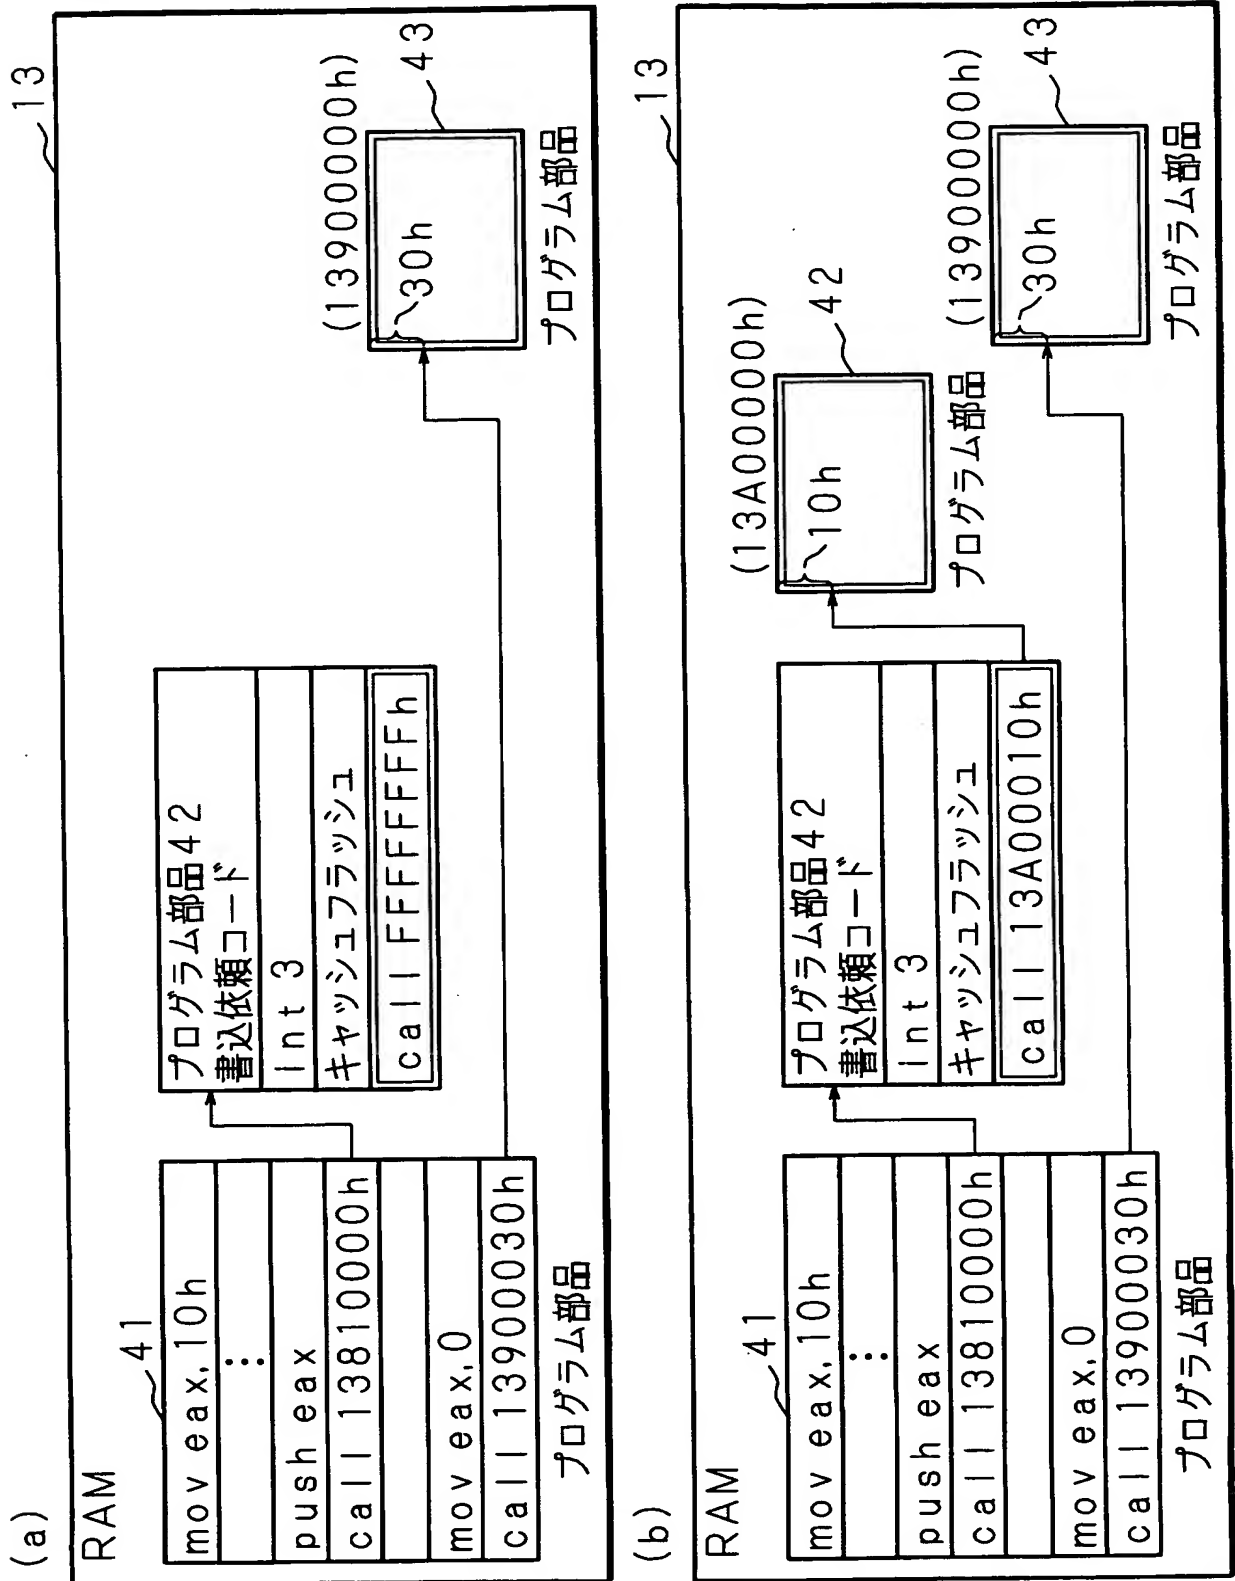 (a)
13
RAM
41
mov eax,10h
⋮
push eax
call 13810000h
mov eax,0
call 13900030h
プログラム部品
プログラム部品42
書込依頼コード
Int 3
キャッシュフラッシュ
call FFFFFFFFh
(13900000h)
30h
43
プログラム部品
(b)
13
RAM
41
mov eax,10h
⋮
push eax
call 13810000h
mov eax,0
call 13900030h
プログラム部品
プログラム部品42
書込依頼コード
Int 3
キャッシュフラッシュ
call 13A00010h
(13A00000h)
10h
42
プログラム部品
(13900000h)
30h
43
プログラム部品